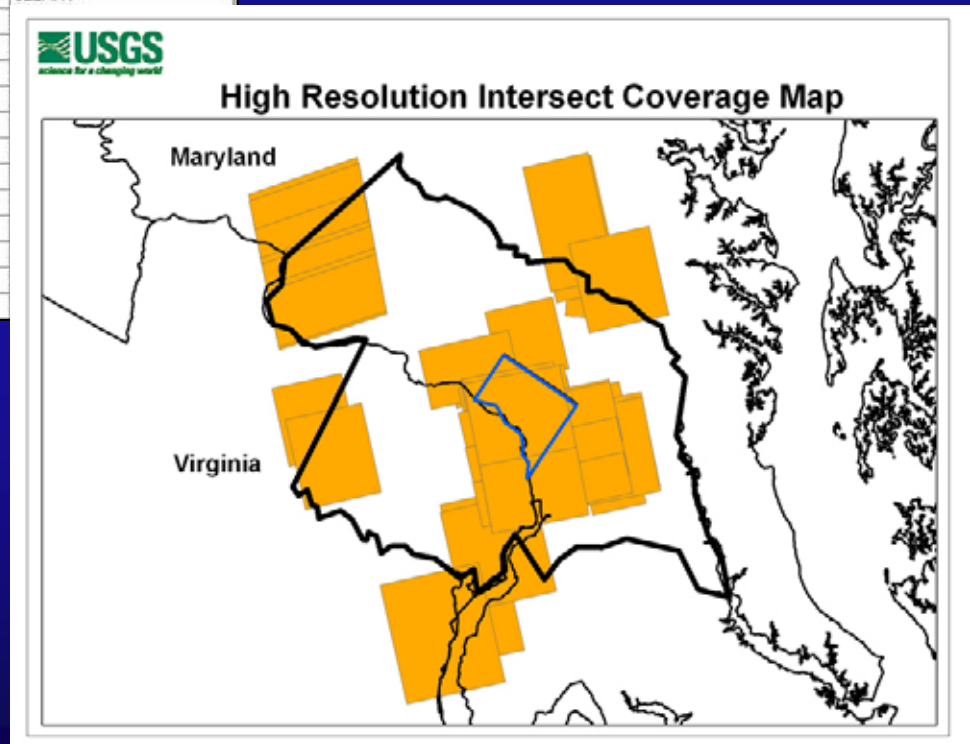 USGS
science for a changing world
High Resolution Intersect Coverage Map
Maryland
Virginia